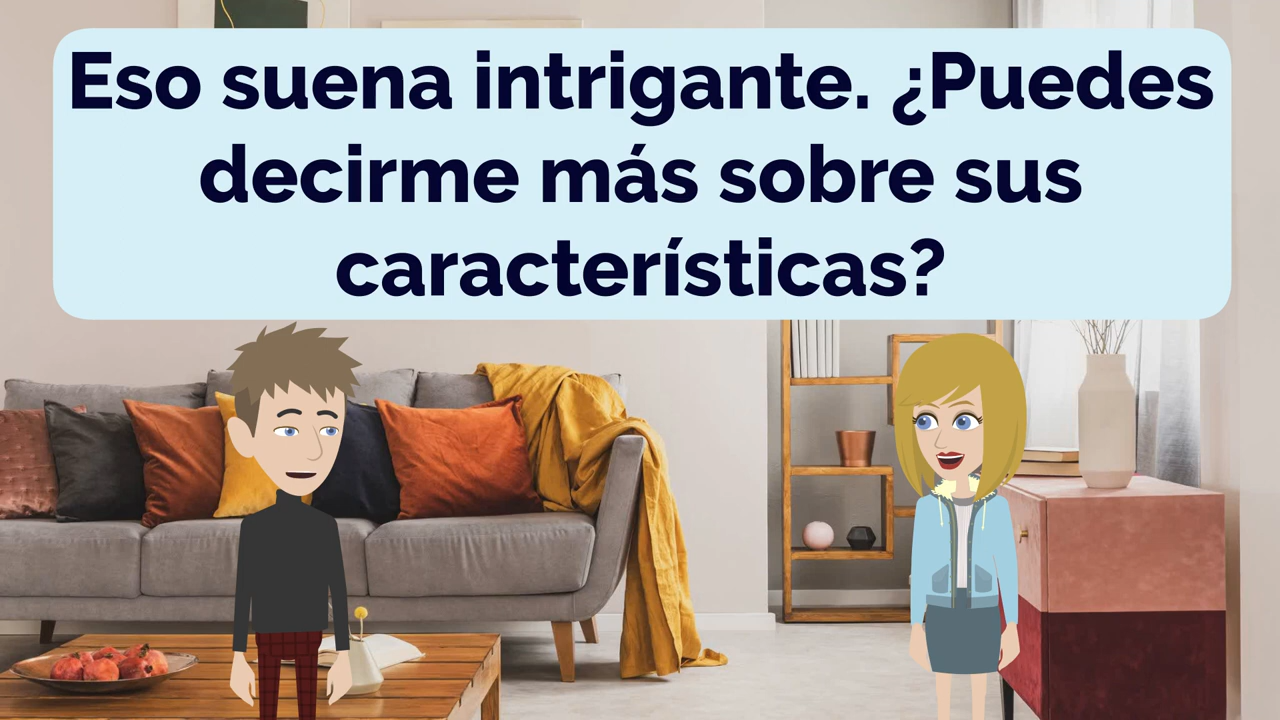 Eso suena intrigante. ¿Puedes
decirme más sobre sus
características?